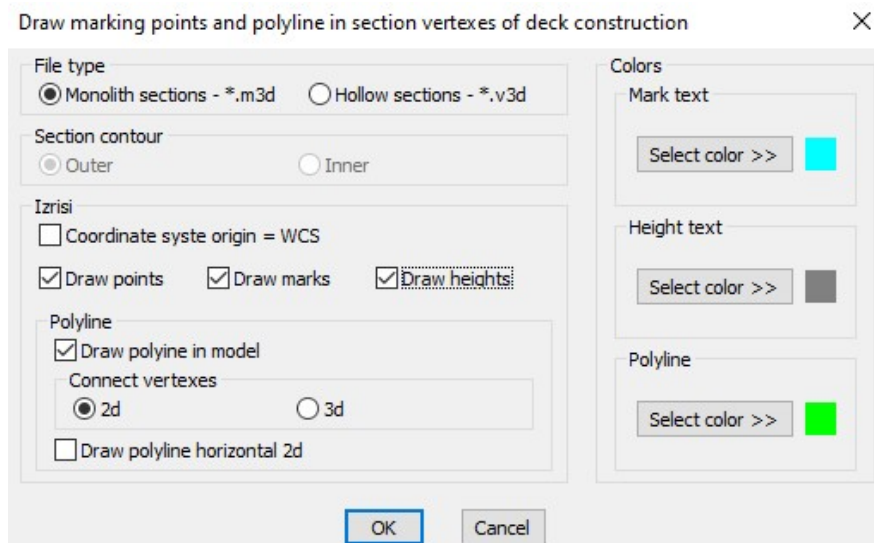 Draw marking points and polyline in section vertexes of deck construction
File type
Monolith sections - *.m3d Hollow sections - *.v3d
Section contour
Outer Inner
Izrisi
Coordinate syste origin = WCS
Draw points Draw marks Draw heights
Polyline
Draw polyine in model
Connect vertexes
2d 3d
Draw polyline horizontal 2d
Colors
Mark text
Select color >>
Height text
Select color >>
Polyline
Select color >>
OK Cancel